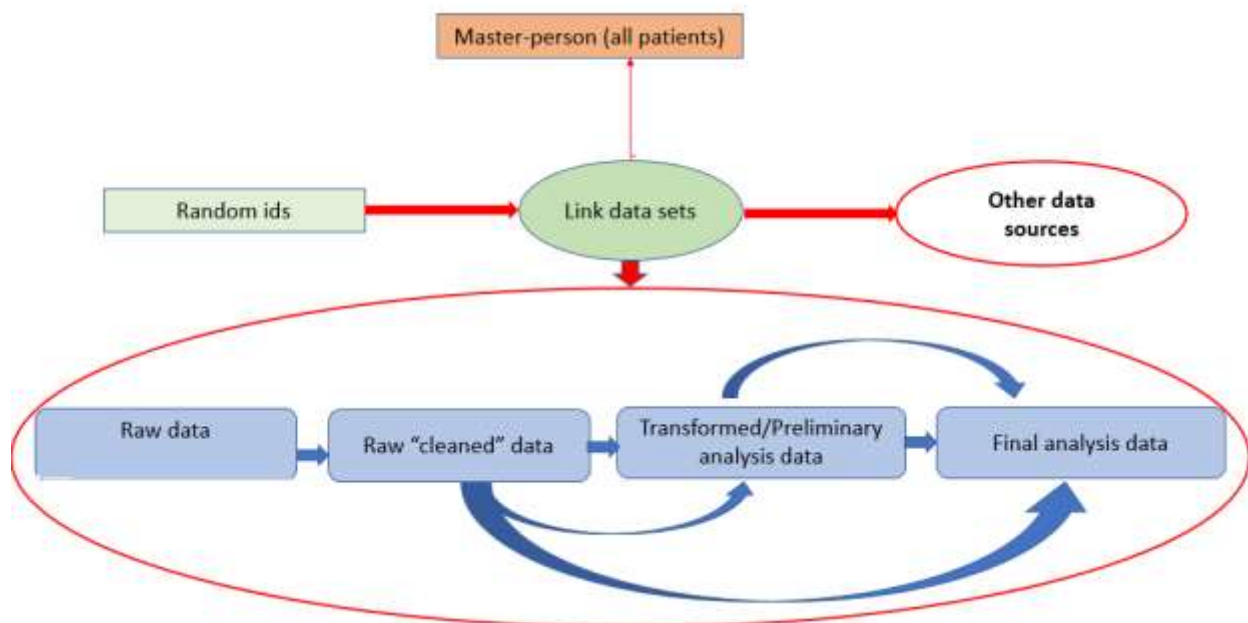 Master-person (all patients)
Random ids
Link data sets
Other data
sources
Raw data
Raw “cleaned” data
Transformed/Preliminary
analysis data
Final analysis data